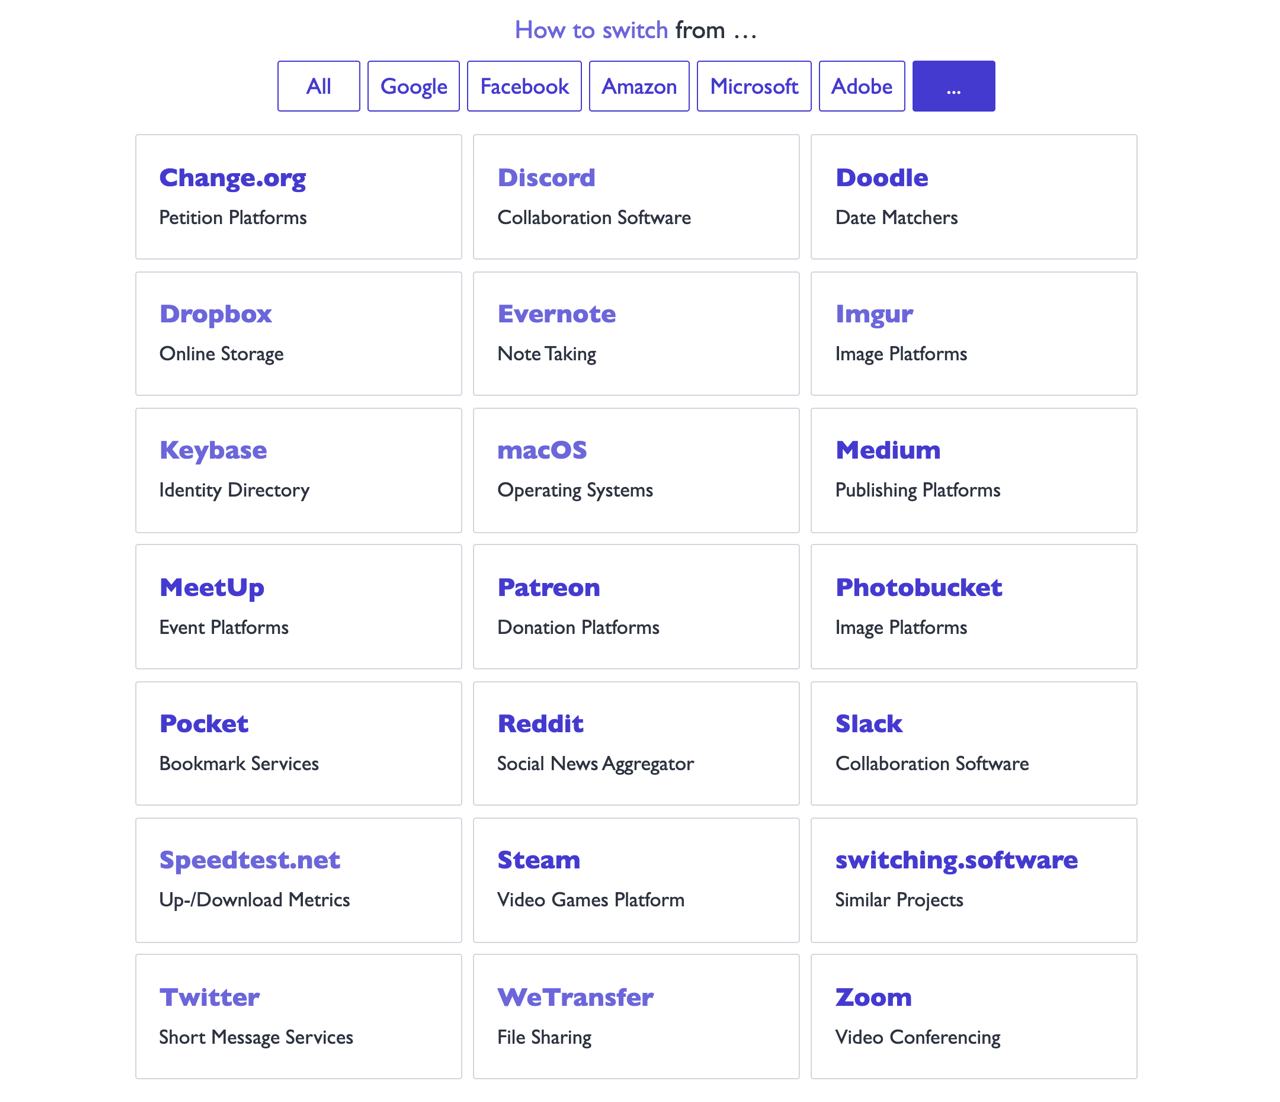 How to switch from …
All Google Facebook Amazon Microsoft Adobe ...
Change.org
Petition Platforms
Discord
Collaboration Software
Doodle
Date Matchers
Dropbox
Online Storage
Evernote
Note Taking
Imgur
Image Platforms
Keybase
Identity Directory
macOS
Operating Systems
Medium
Publishing Platforms
MeetUp
Event Platforms
Patreon
Donation Platforms
Photobucket
Image Platforms
Pocket
Bookmark Services
Reddit
Social News Aggregator
Slack
Collaboration Software
Speedtest.net
Up-/Download Metrics
Steam
Video Games Platform
switching.software
Similar Projects
Twitter
Short Message Services
WeTransfer
File Sharing
Zoom
Video Conferencing